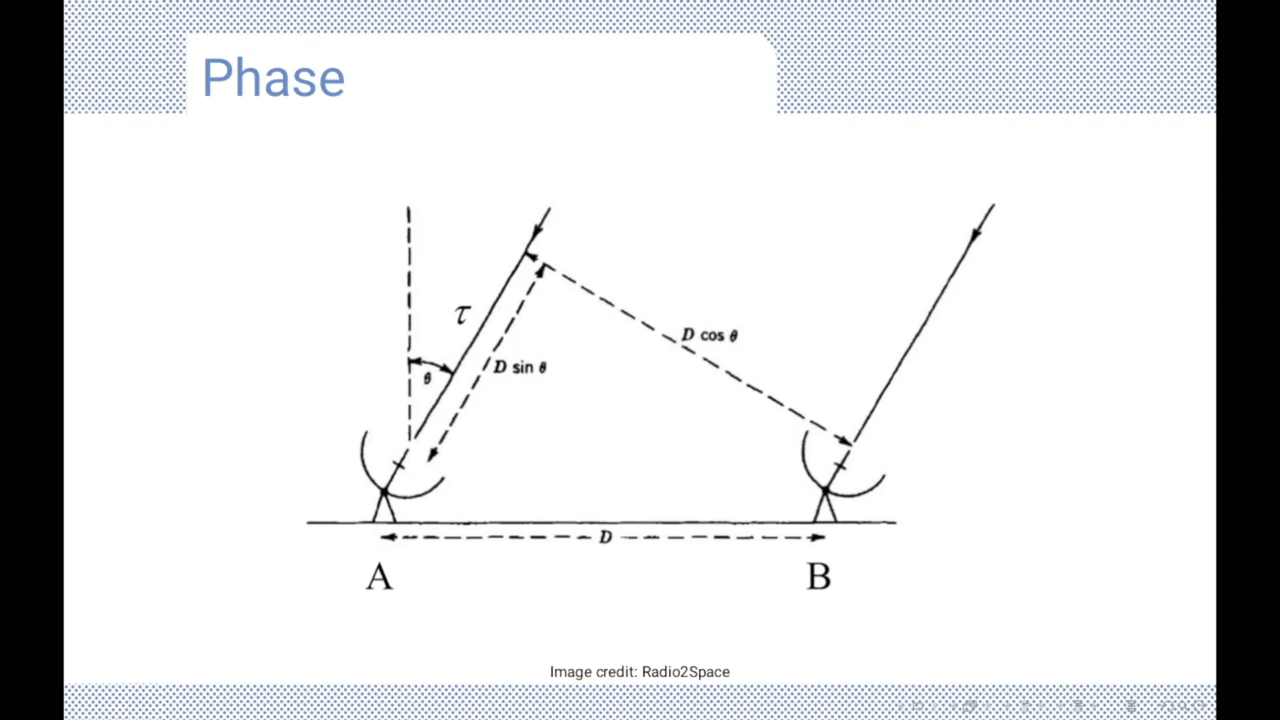 Phase
τ
D cos θ
θ
D sin θ
D
A
B
Image credit: Radio2Space